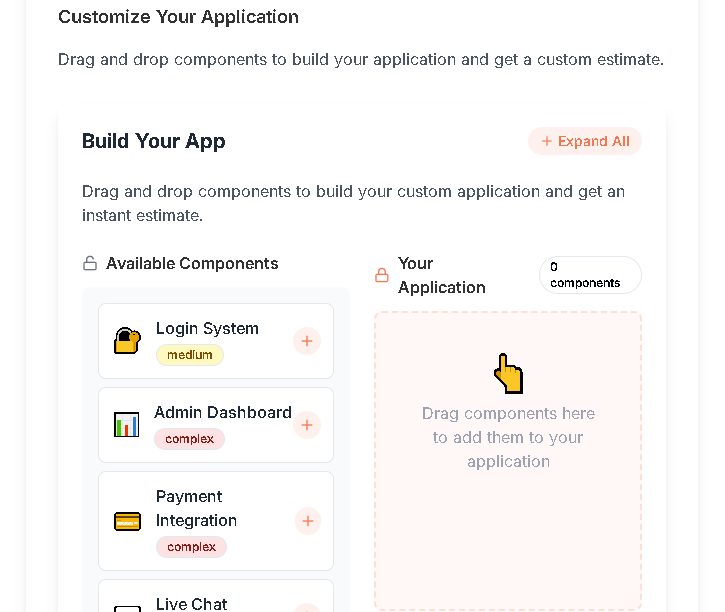 Customize Your Application
Drag and drop components to build your application and get a custom estimate.
Build Your App
+ Expand All
Drag and drop components to build your custom application and get an
instant estimate.
Available Components
Login System
medium
Admin Dashboard
complex
Payment
Integration
complex
Live Chat
Your
Application
0
components
Drag components here
to add them to your
application